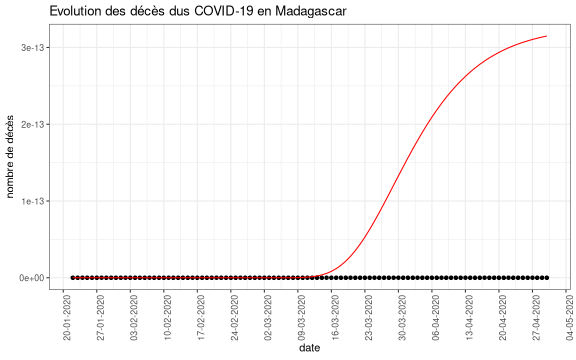 Evolution des décès dus COVID-19 en Madagascar
nombre de décès
3e-13
2e-13
1e-13
0e+00
20-01-2020
27-01-2020
03-02-2020
10-02-2020
17-02-2020
24-02-2020
02-03-2020
09-03-2020
16-03-2020
23-03-2020
30-03-2020
06-04-2020
13-04-2020
20-04-2020
27-04-2020
04-05-2020
date